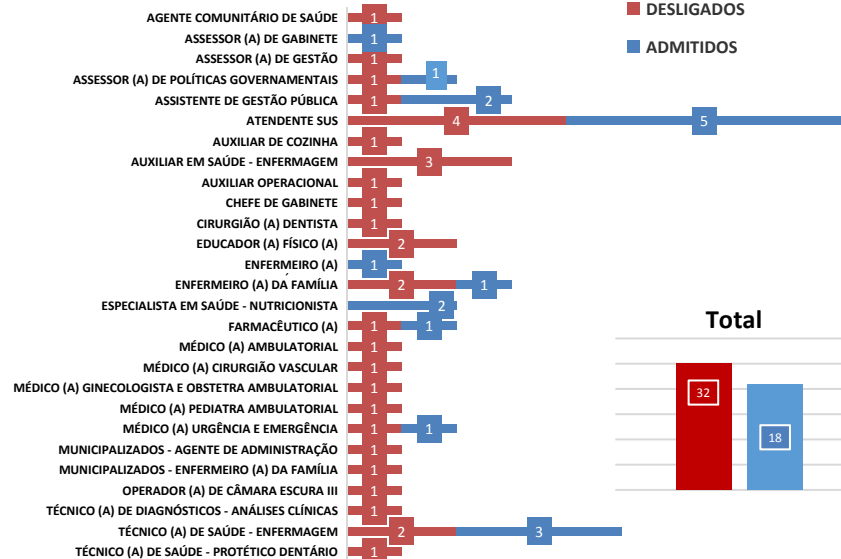 DESLIGADOS
ADMITIDOS
AGENTE COMUNITÁRIO DE SAÚDE 1
ASSESSOR (A) DE GABINETE 1
ASSESSOR (A) DE GESTÃO 1
ASSESSOR (A) DE POLÍTICAS GOVERNAMENTAIS 1 1
ASSISTENTE DE GESTÃO PÚBLICA 1 2
ATENDENTE SUS 4 5
AUXILIAR DE COZINHA 1
AUXILIAR EM SAÚDE - ENFERMAGEM 3
AUXILIAR OPERACIONAL 1
CHEFE DE GABINETE 1
CIRURGIÃO (A) DENTISTA 1
EDUCADOR (A) FÍSICO (A) 2
ENFERMEIRO (A) 1
ENFERMEIRO (A) DA FAMÍLIA 2 1
ESPECIALISTA EM SAÚDE - NUTRICIONISTA 2
FARMACÊUTICO (A) 1 1
MÉDICO (A) AMBULATORIAL 1
MÉDICO (A) CIRURGIÃO VASCULAR 1
MÉDICO (A) GINECOLOGISTA E OBSTETRA AMBULATORIAL 1
MÉDICO (A) PEDIATRA AMBULATORIAL 1
MÉDICO (A) URGÊNCIA E EMERGÊNCIA 1 1
MUNICIPALIZADOS - AGENTE DE ADMINISTRAÇÃO 1
MUNICIPALIZADOS - ENFERMEIRO (A) DA FAMÍLIA 1
OPERADOR (A) DE CÂMARA ESCURA III 1
TÉCNICO (A) DE DIAGNÓSTICOS - ANÁLISES CLÍNICAS 1
TÉCNICO (A) DE SAÚDE - ENFERMAGEM 2 3
TÉCNICO (A) DE SAÚDE - PROTÉTICO DENTÁRIO 1
Total
32
18